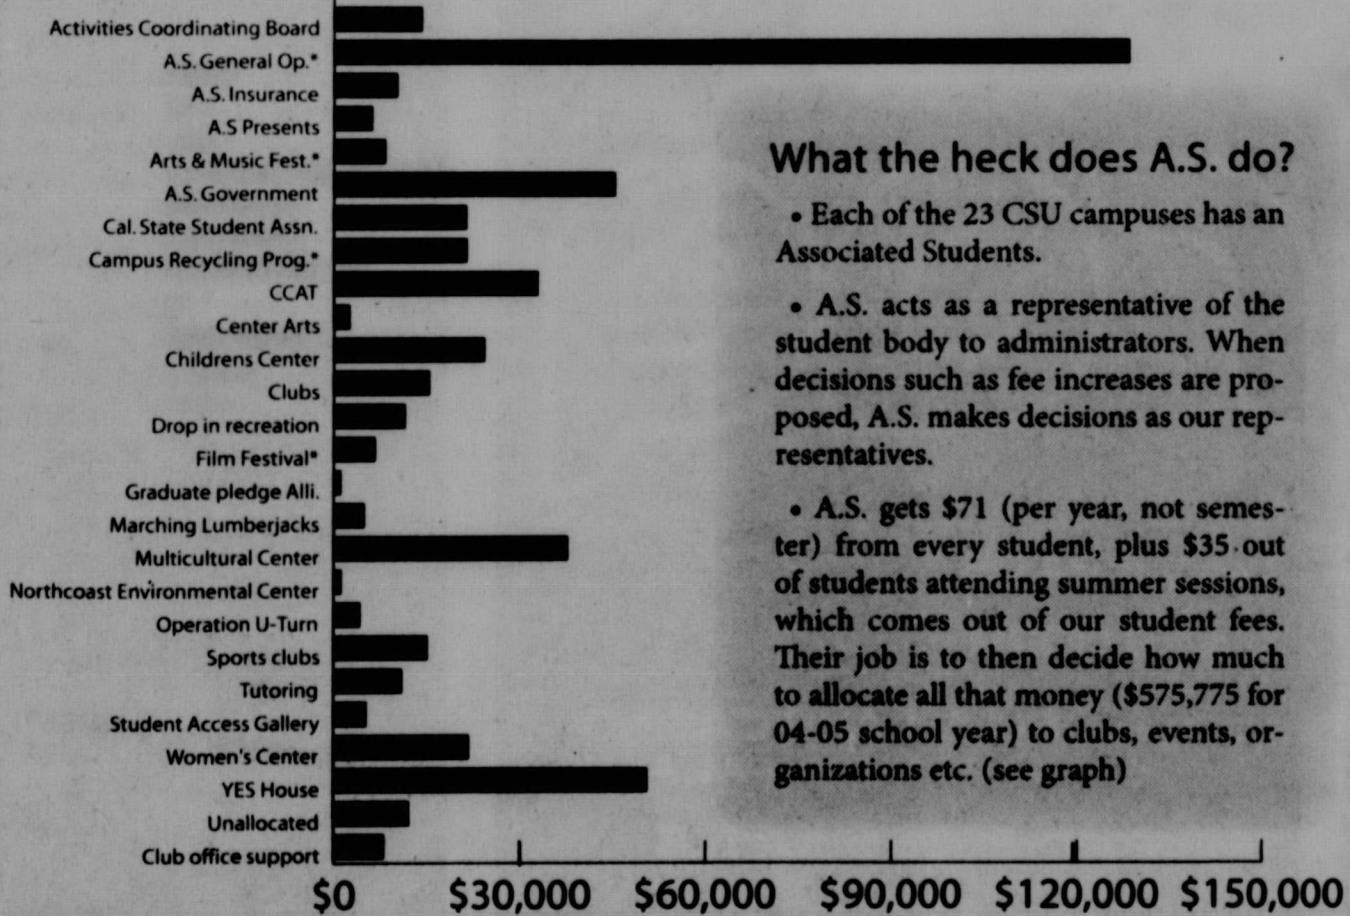 Activities Coordinating Board
A.S. General Op.*
A.S. Insurance
A.S Presents
Arts & Music Fest.*
A.S. Government
Cal. State Student Assn.
Campus Recycling Prog.*
CCAT
Center Arts
Childrens Center
Clubs
Drop in recreation
Film Festival*
Graduate pledge Alli.
Marching Lumberjacks
Multicultural Center
Northcoast Environmental Center
Operation U-Turn
Sports clubs
Tutoring
Student Access Gallery
Women's Center
YES House
Unallocated
Club office support
$0 $30,000 $60,000 $90,000 $120,000 $150,000
What the heck does A.S. do?
• Each of the 23 CSU campuses has an
Associated Students.
• A.S. acts as a representative of the
student body to administrators. When
decisions such as fee increases are pro-
posed, A.S. makes decisions as our rep-
resentatives.
• A.S. gets $71 (per year, not semes-
ter) from every student, plus $35 out
of students attending summer sessions,
which comes out of our student fees.
Their job is to then decide how much
to allocate all that money ($575,775 for
04-05 school year) to clubs, events, or-
ganizations etc. (see graph)